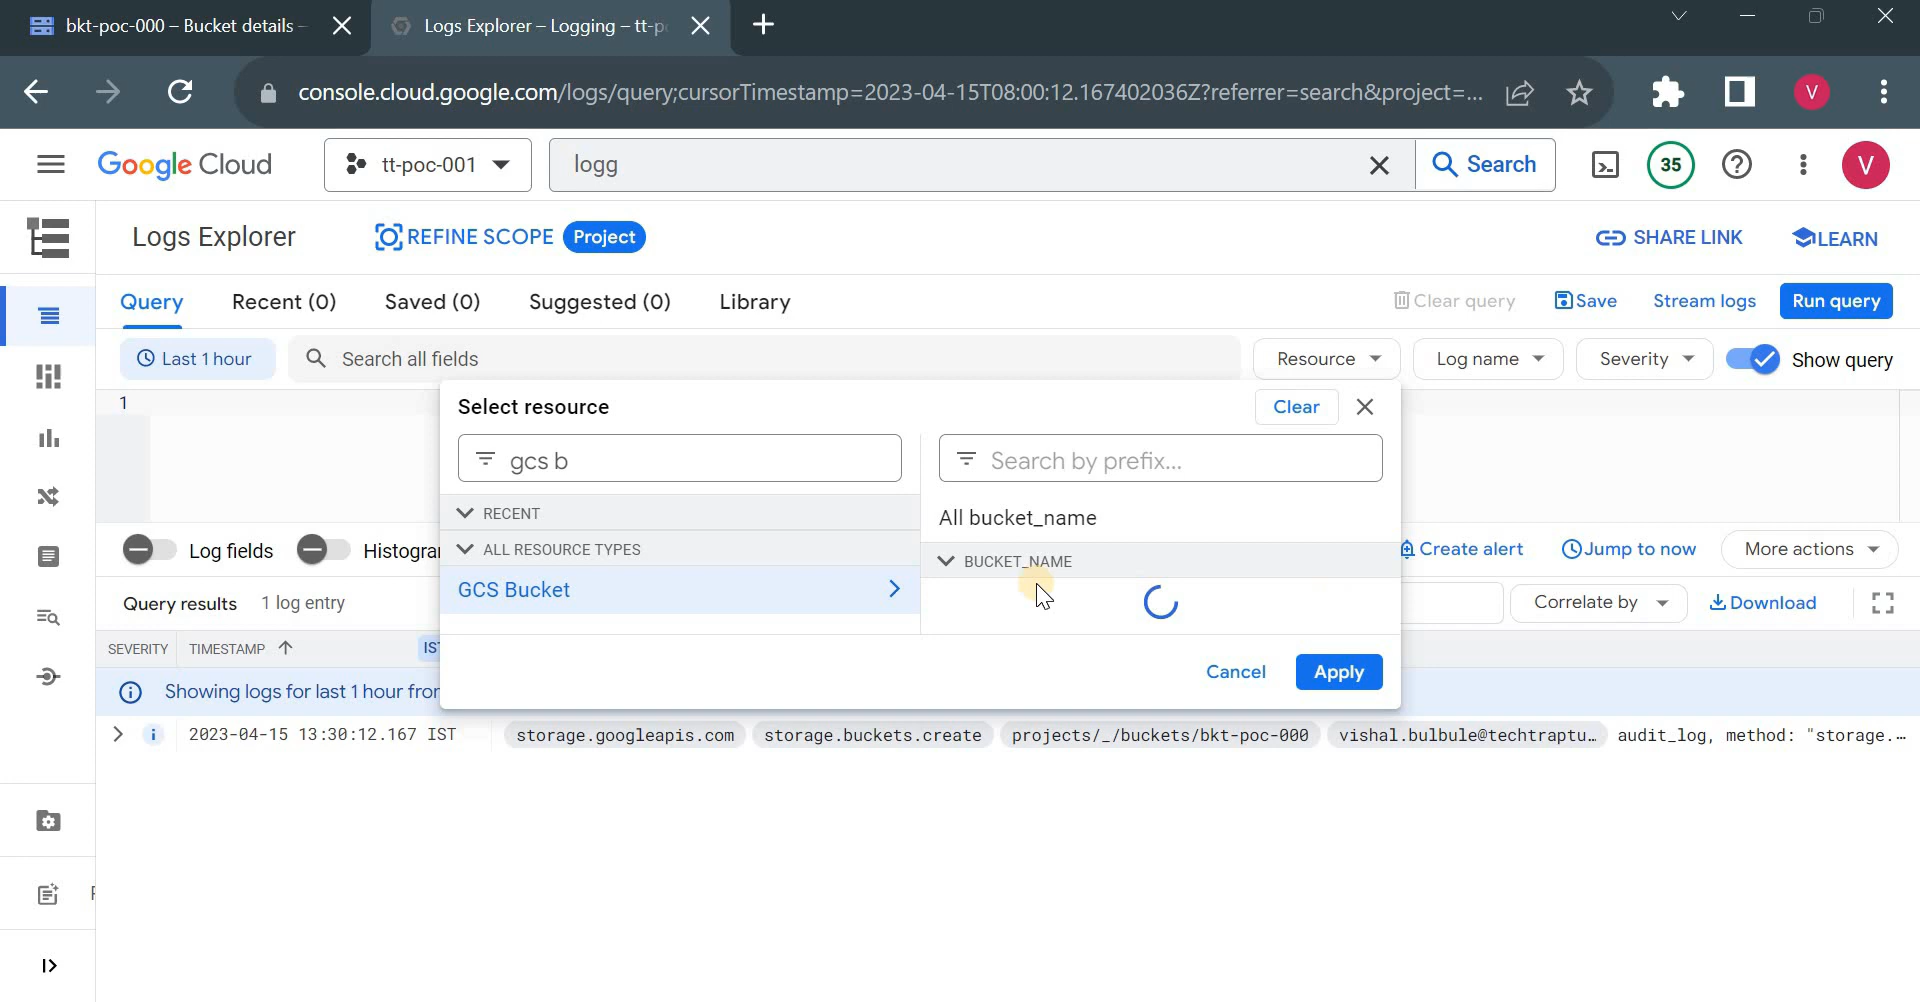 bkt-poc-000 – Bucket details –
Logs Explorer – Logging – tt-p
console.cloud.google.com/logs/query;cursorTimestamp=2023-04-15T08:00:12.167402036Z?referrer=search&project=...
V
Google Cloud
tt-poc-001
logg
Search
35
V
Logs Explorer
REFINE SCOPE
Project
SHARE LINK
LEARN
Query
Recent (0)
Saved (0)
Suggested (0)
Library
Clear query
Save
Stream logs
Run query
Last 1 hour
Search all fields
Resource
Log name
Severity
Show query
1
Select resource
Clear
gcs b
Search by prefix...
RECENT
All bucket_name
ALL RESOURCE TYPES
BUCKET_NAME
GCS Bucket
Cancel
Apply
Log fields
Histogra
Create alert
Jump to now
More actions
Query results
1 log entry
Correlate by
Download
SEVERITY
TIMESTAMP
IST
Showing logs for last 1 hour fro
2023-04-15 13:30:12.167 IST
storage.googleapis.com
storage.buckets.create
projects/_/buckets/bkt-poc-000
vishal.bulbule@techtraptu…
audit_log, method: "storage.…